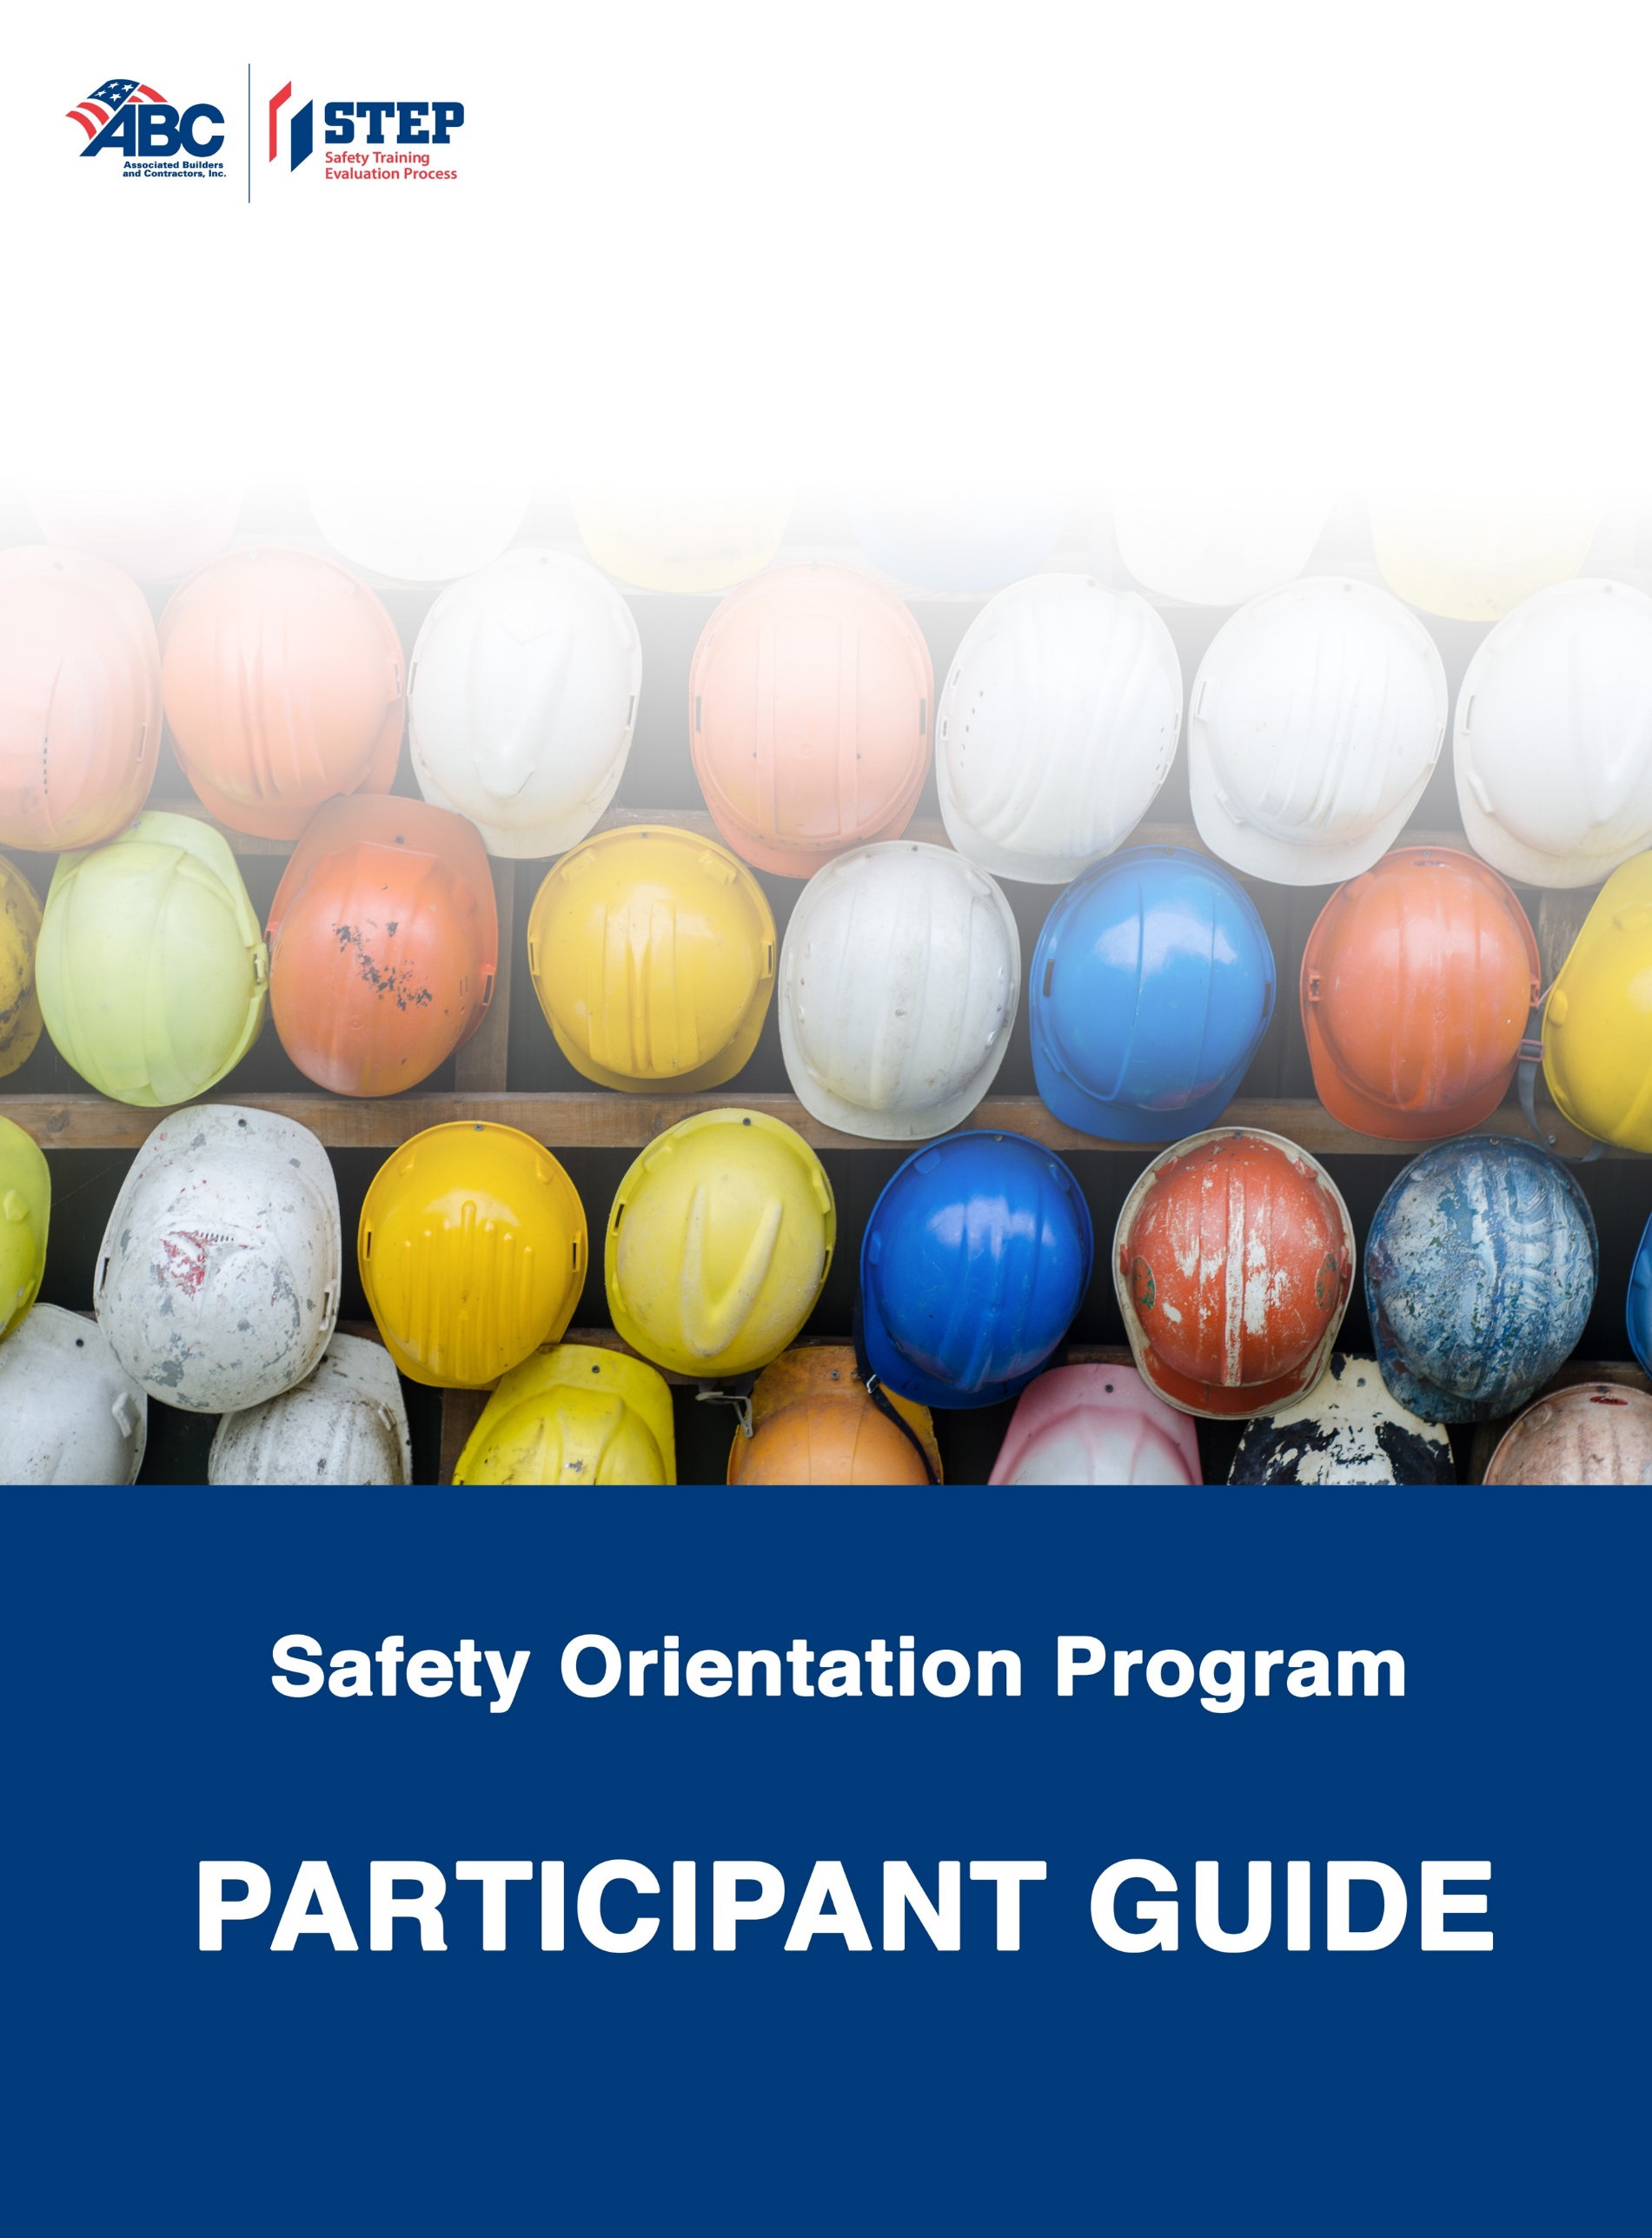 ABC
Associated Builders
and Contractors, Inc.
STEP
Safety Training
Evaluation Process
Safety Orientation Program
PARTICIPANT GUIDE